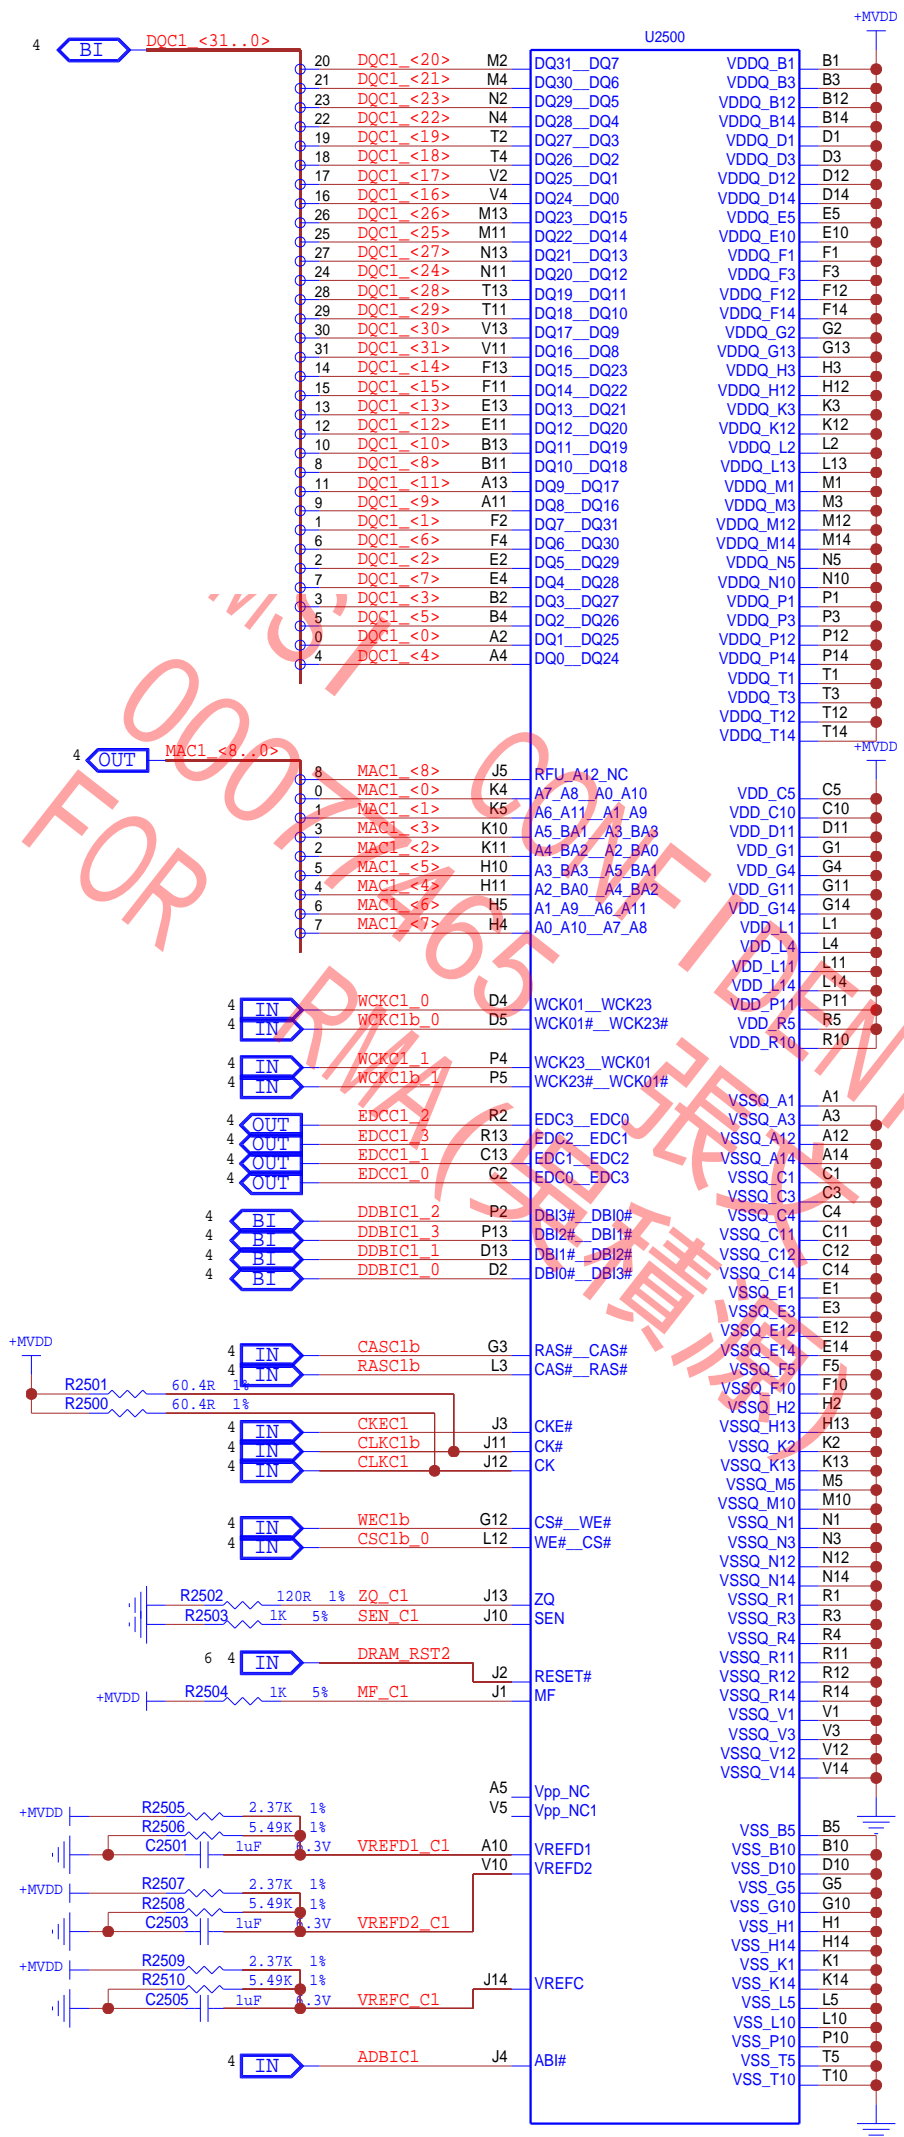 +MVDD
U2500
4 BI DQC1_<31..0>
20 DQC1_<20> M2 DQ31__DQ7 VDDQ_B1 B1
21 DQC1_<21> M4 DQ30__DQ6 VDDQ_B3 B3
23 DQC1_<23> N2 DQ29__DQ5 VDDQ_B12 B12
22 DQC1_<22> N4 DQ28__DQ4 VDDQ_B14 B14
19 DQC1_<19> T2 DQ27__DQ3 VDDQ_D1 D1
18 DQC1_<18> T4 DQ26__DQ2 VDDQ_D3 D3
17 DQC1_<17> V2 DQ25__DQ1 VDDQ_D12 D12
16 DQC1_<16> V4 DQ24__DQ0 VDDQ_D14 D14
26 DQC1_<26> M13 DQ23__DQ15 VDDQ_E5 E5
25 DQC1_<25> M11 DQ22__DQ14 VDDQ_E10 E10
27 DQC1_<27> N13 DQ21__DQ13 VDDQ_F1 F1
24 DQC1_<24> N11 DQ20__DQ12 VDDQ_F3 F3
28 DQC1_<28> T13 DQ19__DQ11 VDDQ_F12 F12
29 DQC1_<29> T11 DQ18__DQ10 VDDQ_F14 F14
30 DQC1_<30> V13 DQ17__DQ9 VDDQ_G2 G2
31 DQC1_<31> V11 DQ16__DQ8 VDDQ_G13 G13
14 DQC1_<14> F13 DQ15__DQ23 VDDQ_H3 H3
15 DQC1_<15> F11 DQ14__DQ22 VDDQ_H12 H12
13 DQC1_<13> E13 DQ13__DQ21 VDDQ_K3 K3
12 DQC1_<12> E11 DQ12__DQ20 VDDQ_K12 K12
10 DQC1_<10> B13 DQ11__DQ19 VDDQ_L2 L2
8 DQC1_<8> B11 DQ10__DQ18 VDDQ_L13 L13
11 DQC1_<11> A13 DQ9__DQ17 VDDQ_M1 M1
9 DQC1_<9> A11 DQ8__DQ16 VDDQ_M3 M3
1 DQC1_<1> F2 DQ7__DQ31 VDDQ_M12 M12
6 DQC1_<6> F4 DQ6__DQ30 VDDQ_M14 M14
2 DQC1_<2> E2 DQ5__DQ29 VDDQ_N5 N5
7 DQC1_<7> E4 DQ4__DQ28 VDDQ_N10 N10
3 DQC1_<3> B2 DQ3__DQ27 VDDQ_P1 P1
5 DQC1_<5> B4 DQ2__DQ26 VDDQ_P3 P3
0 DQC1_<0> A2 DQ1__DQ25 VDDQ_P12 P12
4 DQC1_<4> A4 DQ0__DQ24 VDDQ_P14 P14
VDDQ_T1 T1
VDDQ_T3 T3
VDDQ_T12 T12
VDDQ_T14 T14
4 OUT MAC1_<8..0> +MVDD
8 MAC1_<8> J5 RFU_A12_NC
0 MAC1_<0> K4 A7_A8__A0_A10 VDD_C5 C5
1 MAC1_<1> K5 A6_A11__A1_A9 VDD_C10 C10
3 MAC1_<3> K10 A5_BA1__A3_BA3 VDD_D11 D11
2 MAC1_<2> K11 A4_BA2__A2_BA0 VDD_G1 G1
5 MAC1_<5> H10 A3_BA3__A5_BA1 VDD_G4 G4
4 MAC1_<4> H11 A2_BA0__A4_BA2 VDD_G11 G11
6 MAC1_<6> H5 A1_A9__A6_A11 VDD_G14 G14
7 MAC1_<7> H4 A0_A10__A7_A8 VDD_L1 L1
VDD_L4 L4
VDD_L11 L11
VDD_L14 L14
4 IN WCKC1_0 D4 WCK01__WCK23 VDD_P11 P11
4 IN WCKC1b_0 D5 WCK01#__WCK23# VDD_R5 R5
VDD_R10 R10
4 IN WCKC1_1 P4 WCK23__WCK01
4 IN WCKC1b_1 P5 WCK23#__WCK01#
VSSQ_A1 A1
4 OUT EDCC1_2 R2 EDC3__EDC0 VSSQ_A3 A3
4 OUT EDCC1_3 R13 EDC2__EDC1 VSSQ_A12 A12
4 OUT EDCC1_1 C13 EDC1__EDC2 VSSQ_A14 A14
4 OUT EDCC1_0 C2 EDC0__EDC3 VSSQ_C1 C1
VSSQ_C3 C3
4 BI DDBIC1_2 P2 DBI3#__DBI0# VSSQ_C4 C4
4 BI DDBIC1_3 P13 DBI2#__DBI1# VSSQ_C11 C11
4 BI DDBIC1_1 D13 DBI1#__DBI2# VSSQ_C12 C12
4 BI DDBIC1_0 D2 DBI0#__DBI3# VSSQ_C14 C14
VSSQ_E1 E1
VSSQ_E3 E3
+MVDD VSSQ_E12 E12
4 IN CASC1b G3 RAS#__CAS# VSSQ_E14 E14
4 IN RASC1b L3 CAS#__RAS# VSSQ_F5 F5
R2501 60.4R 1% VSSQ_F10 F10
R2500 60.4R 1% VSSQ_H2 H2
4 IN CKEC1 J3 CKE# VSSQ_H13 H13
4 IN CLKC1b J11 CK# VSSQ_K2 K2
4 IN CLKC1 J12 CK VSSQ_K13 K13
VSSQ_M5 M5
VSSQ_M10 M10
4 IN WEC1b G12 CS#__WE# VSSQ_N1 N1
4 IN CSC1b_0 L12 WE#__CS# VSSQ_N3 N3
VSSQ_N12 N12
VSSQ_N14 N14
R2502 120R 1% ZQ_C1 J13 ZQ VSSQ_R1 R1
R2503 1K 5% SEN_C1 J10 SEN VSSQ_R3 R3
VSSQ_R4 R4
6 4 IN DRAM_RST2 VSSQ_R11 R11
J2 RESET# VSSQ_R12 R12
+MVDD R2504 1K 5% MF_C1 J1 MF VSSQ_R14 R14
VSSQ_V1 V1
VSSQ_V3 V3
VSSQ_V12 V12
VSSQ_V14 V14
A5 Vpp_NC
+MVDD R2505 2.37K 1% V5 Vpp_NC1
R2506 5.49K 1% VSS_B5 B5
C2501 1uF 6.3V VREFD1_C1 A10 VREFD1 VSS_B10 B10
V10 VREFD2 VSS_D10 D10
+MVDD R2507 2.37K 1% VSS_G5 G5
R2508 5.49K 1% VSS_G10 G10
C2503 1uF 6.3V VREFD2_C1 VSS_H1 H1
VSS_H14 H14
+MVDD R2509 2.37K 1% VSS_K1 K1
R2510 5.49K 1% J14 VREFC VSS_K14 K14
C2505 1uF 6.3V VREFC_C1 VSS_L5 L5
VSS_L10 L10
VSS_P10 P10
4 IN ADBIC1 J4 ABI# VSS_T5 T5
VSS_T10 T10
MST CONFIDENT
00077465 張文
FOR RMA(吳積源)